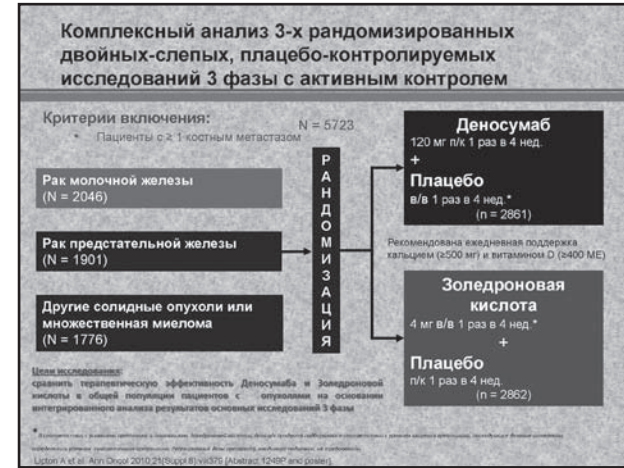 Комплексный анализ 3-х рандомизированных
двойных-слепых, плацебо-контролируемых
исследований 3 фазы с активным контролем
Критерии включения:
• Пациенты с ≥ 1 костным метастазом
N = 5723
Рак молочной железы
(N = 2046)
Рак предстательной железы
(N = 1901)
Другие солидные опухоли или
множественная миелома
(N = 1776)
РАНДОМИЗАЦИЯ
Деносумаб
120 мг п/к 1 раз в 4 нед.
+
Плацебо
в/в 1 раз в 4 нед.*
(n = 2861)
Рекомендована ежедневная поддержка
кальцием (≥500 мг) и витамином D (≥400 МЕ)
Золедроновая
кислота
4 мг в/в 1 раз в 4 нед.*
+
Плацебо
п/к 1 раз в 4 нед.
(n = 2862)
Цели исследования:
сравнить терапевтическую эффективность Деносумаба и Золедроновой
кислоты в общей популяции пациентов с опухолями на основании
интегрированного анализа результатов основных исследований 3 фазы
*
Lipton A et al. Ann Oncol 2010;21(Suppl 8):viii379 [Abstract 1249P and poster].